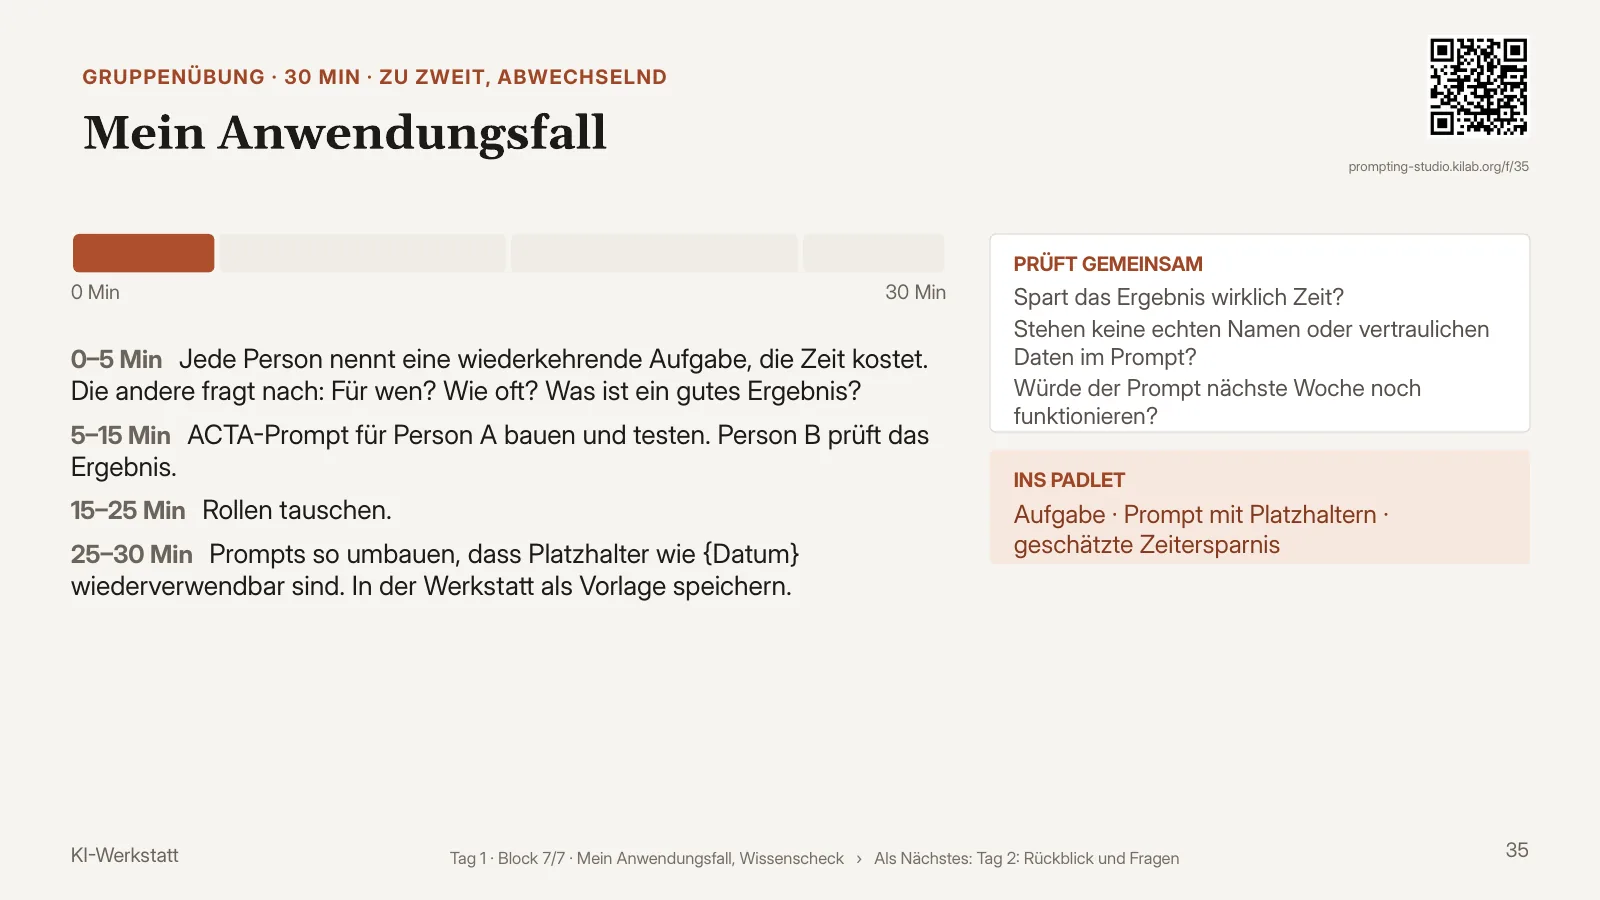 GRUPPENÜBUNG · 30 MIN · ZU ZWEIT, ABWECHSELND
Mein Anwendungsfall
prompting-studio.kilab.org/f/35
0 Min
30 Min
0–5 Min Jede Person nennt eine wiederkehrende Aufgabe, die Zeit kostet.
Die andere fragt nach: Für wen? Wie oft? Was ist ein gutes Ergebnis?
5–15 Min ACTA-Prompt für Person A bauen und testen. Person B prüft das
Ergebnis.
15–25 Min Rollen tauschen.
25–30 Min Prompts so umbauen, dass Platzhalter wie {Datum}
wiederverwendbar sind. In der Werkstatt als Vorlage speichern.
PRÜFT GEMEINSAM
Spart das Ergebnis wirklich Zeit?
Stehen keine echten Namen oder vertraulichen
Daten im Prompt?
Würde der Prompt nächste Woche noch
funktionieren?
INS PADLET
Aufgabe · Prompt mit Platzhaltern ·
geschätzte Zeitersparnis
KI-Werkstatt
Tag 1 · Block 7/7 · Mein Anwendungsfall, Wissenscheck › Als Nächstes: Tag 2: Rückblick und Fragen
35